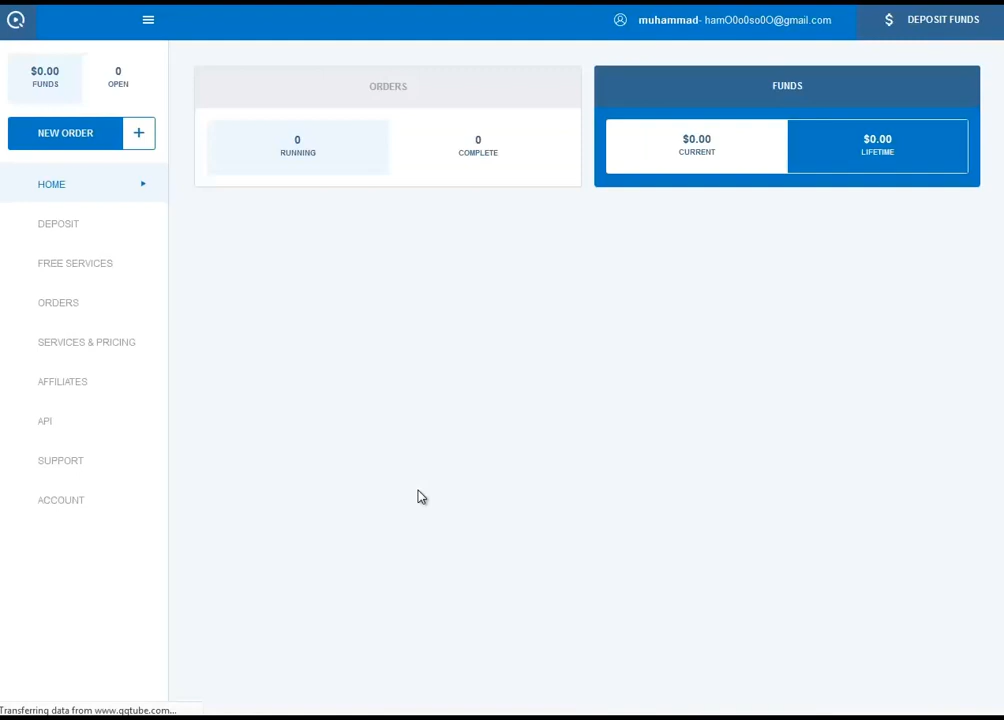 muhammad- hamO0o0so0O@gmail.com
$ DEPOSIT FUNDS
$0.00
FUNDS
0
OPEN
NEW ORDER +
HOME
DEPOSIT
FREE SERVICES
ORDERS
SERVICES & PRICING
AFFILIATES
API
SUPPORT
ACCOUNT
ORDERS
0
RUNNING
0
COMPLETE
FUNDS
$0.00
CURRENT
$0.00
LIFETIME
Transferring data from www.qqtube.com...